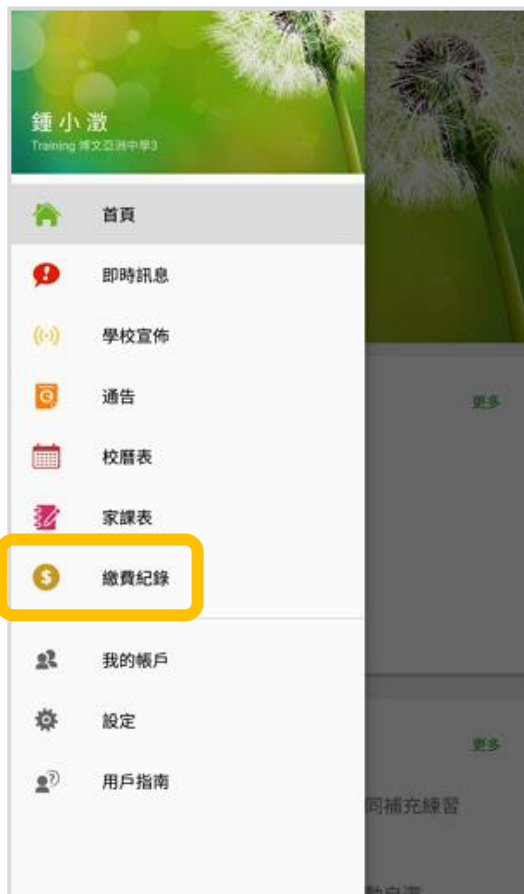 鍾小澂
Training 博文亞洲中學3
首頁
即時訊息
學校宣佈
通告
更多
校曆表
家課表
繳費紀錄
我的帳戶
設定
更多
用戶指南
同補充練習